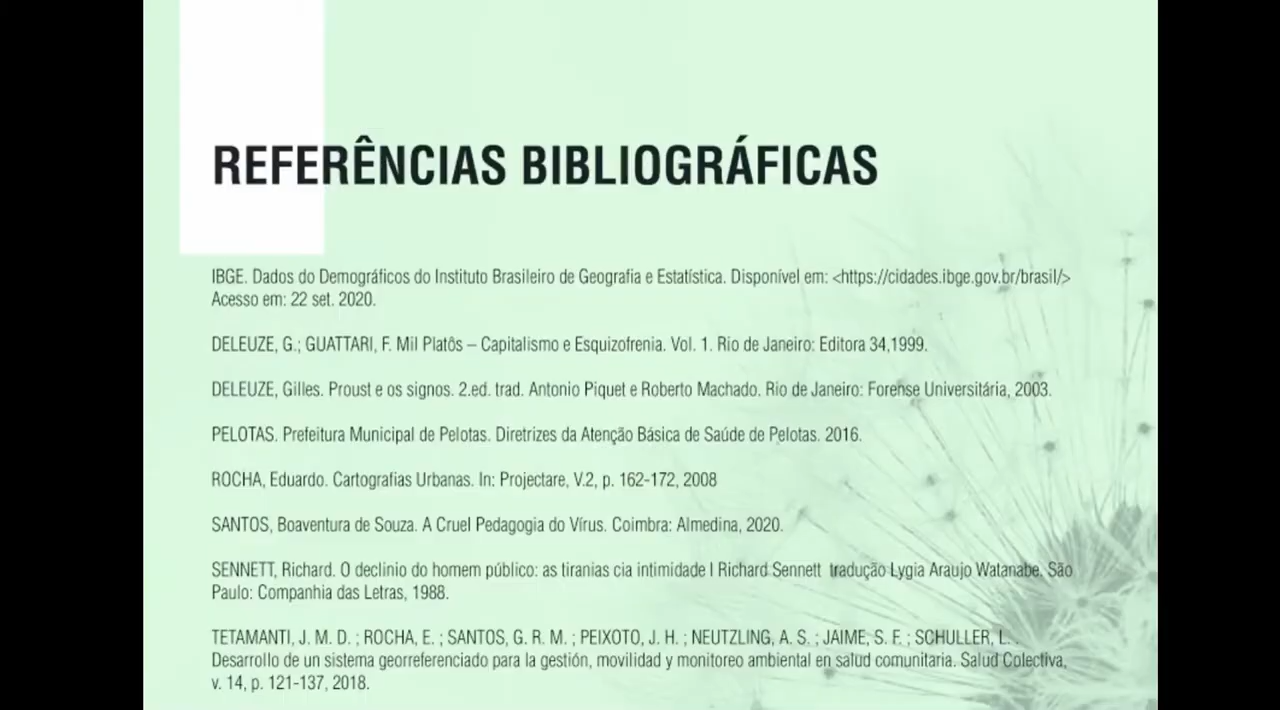 REFERÊNCIAS BIBLIOGRÁFICAS
IBGE. Dados do Demográficos do Instituto Brasileiro de Geografia e Estatística. Disponível em: <https://cidades.ibge.gov.br/brasil/>
Acesso em: 22 set. 2020.
DELEUZE, G.; GUATTARI, F. Mil Platôs – Capitalismo e Esquizofrenia. Vol. 1. Rio de Janeiro: Editora 34,1999.
DELEUZE, Gilles. Proust e os signos. 2.ed. trad. Antonio Piquet e Roberto Machado. Rio de Janeiro: Forense Universitária, 2003.
PELOTAS. Prefeitura Municipal de Pelotas. Diretrizes da Atenção Básica de Saúde de Pelotas. 2016.
ROCHA, Eduardo. Cartografias Urbanas. In: Projectare, V.2, p. 162-172, 2008
SANTOS, Boaventura de Souza. A Cruel Pedagogia do Vírus. Coimbra: Almedina, 2020.
SENNETT, Richard. O declinio do homem público: as tiranias cia intimidade I Richard Sennett tradução Lygia Araujo Watanabe. São
Paulo: Companhia das Letras, 1988.
TETAMANTI, J. M. D. ; ROCHA, E. ; SANTOS, G. R. M. ; PEIXOTO, J. H. ; NEUTZLING, A. S. ; JAIME, S. F. ; SCHULLER, L. .
Desarrollo de un sistema georreferenciado para la gestión, movilidad y monitoreo ambiental en salud comunitaria. Salud Colectiva,
v. 14, p. 121-137, 2018.